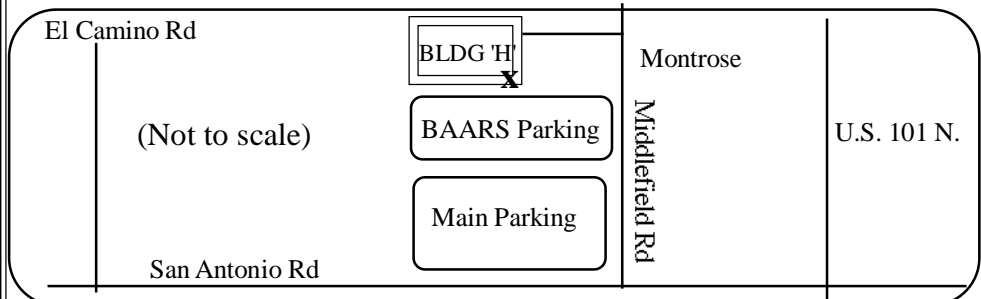 El Camino Rd
BLDG 'H'
X
Montrose
(Not to scale)
BAARS Parking
Middlefield Rd
U.S. 101 N.
Main Parking
San Antonio Rd